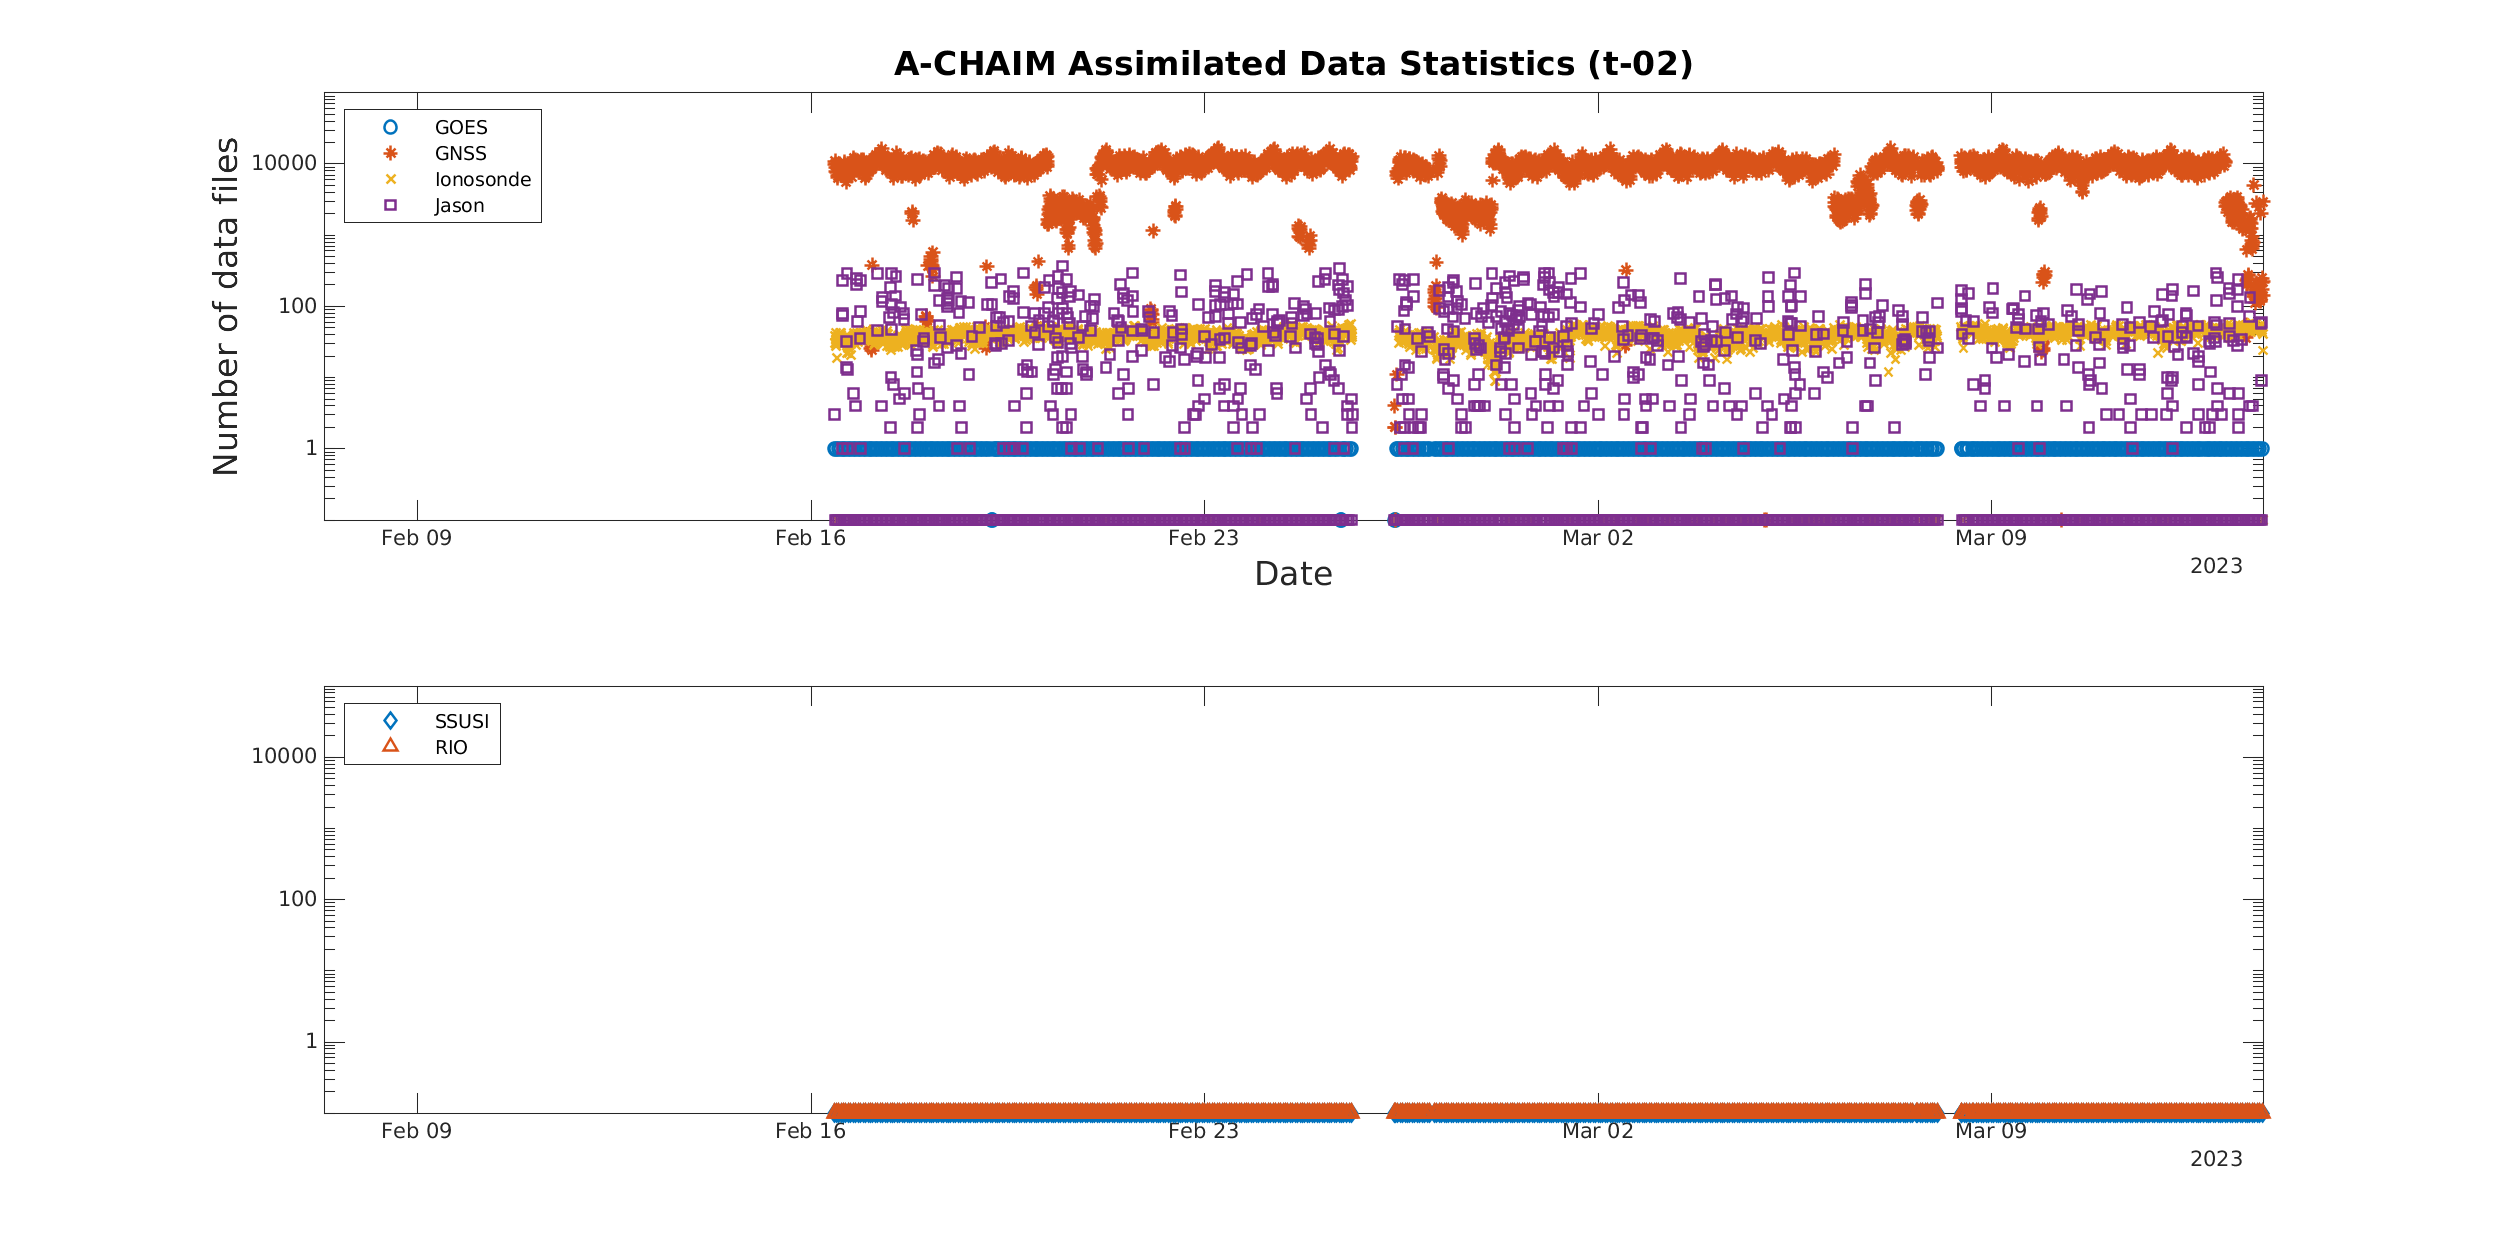 A-CHAIM Assimilated Data Statistics (t-02)
GOES
GNSS
Ionosonde
Jason
10000
100
1
Number of data files
Feb 09
Feb 16
Feb 23
Mar 02
Mar 09
2023
Date
SSUSI
RIO
10000
100
1
Feb 09
Feb 16
Feb 23
Mar 02
Mar 09
2023